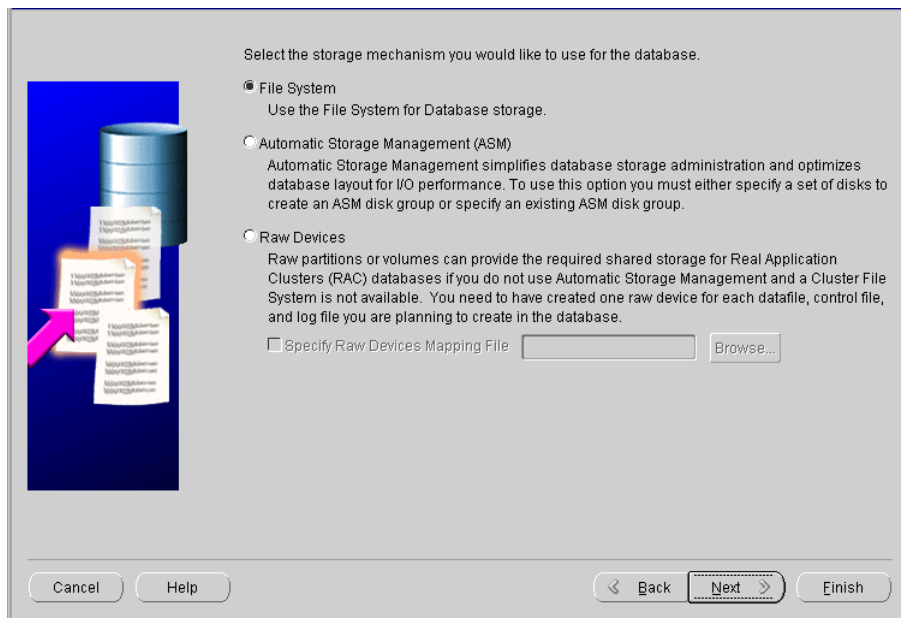 Select the storage mechanism you would like to use for the database.
File System
Use the File System for Database storage.
Automatic Storage Management (ASM)
Automatic Storage Management simplifies database storage administration and optimizes
database layout for I/O performance. To use this option you must either specify a set of disks to
create an ASM disk group or specify an existing ASM disk group.
Raw Devices
Raw partitions or volumes can provide the required shared storage for Real Application
Clusters (RAC) databases if you do not use Automatic Storage Management and a Cluster File
System is not available. You need to have created one raw device for each datafile, control file,
and log file you are planning to create in the database.
Specify Raw Devices Mapping File
Browse...
Cancel
Help
Back
Next
Finish